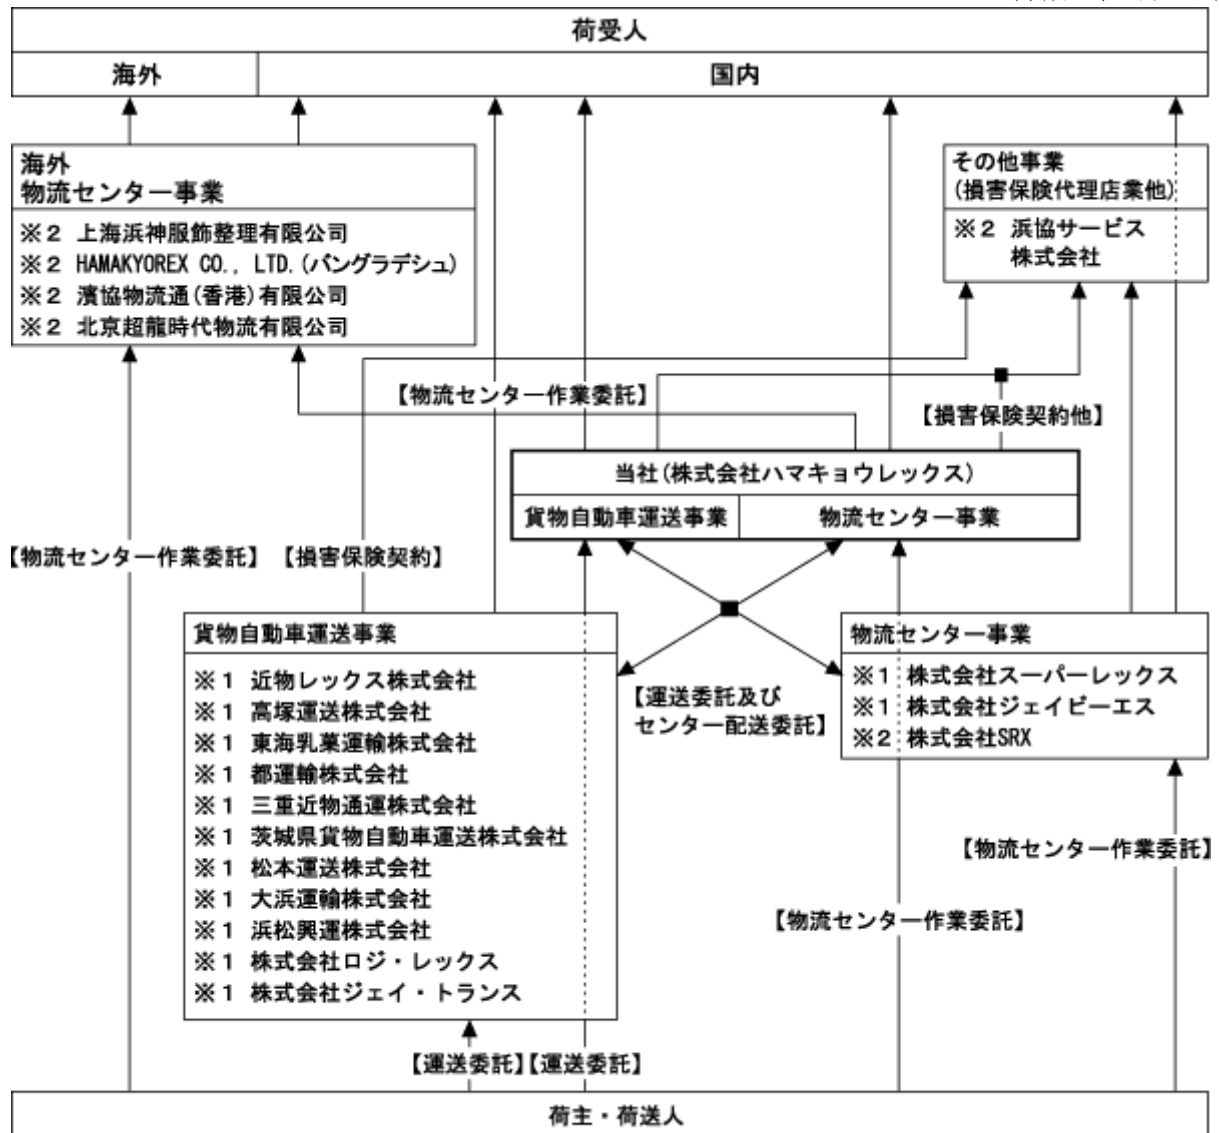 荷受人
海外
国内
海外
物流センター事業
※2 上海浜神服飾整理有限公司
※2 HAMAKYOREX CO., LTD.(バングラデシュ)
※2 濱協物流通(香港)有限公司
※2 北京超龍時代物流有限公司
その他事業
(損害保険代理店業他)
※2 浜協サービス
株式会社
【物流センター作業委託】
【損害保険契約他】
当社(株式会社ハマキョウレックス)
貨物自動車運送事業
物流センター事業
【物流センター作業委託】
【損害保険契約】
貨物自動車運送事業
※1 近物レックス株式会社
※1 高塚運送株式会社
※1 東海乳菓運輸株式会社
※1 都運輸株式会社
※1 三重近物通運株式会社
※1 茨城県貨物自動車運送株式会社
※1 松本運送株式会社
※1 大浜運輸株式会社
※1 浜松興運株式会社
※1 株式会社ロジ・レックス
※1 株式会社ジェイ・トランス
【運送委託及び
センター配送委託】
物流センター事業
※1 株式会社スーパーレックス
※1 株式会社ジェイビーエス
※2 株式会社SRX
【物流センター作業委託】
【物流センター作業委託】
【運送委託】
【運送委託】
荷主・荷送人